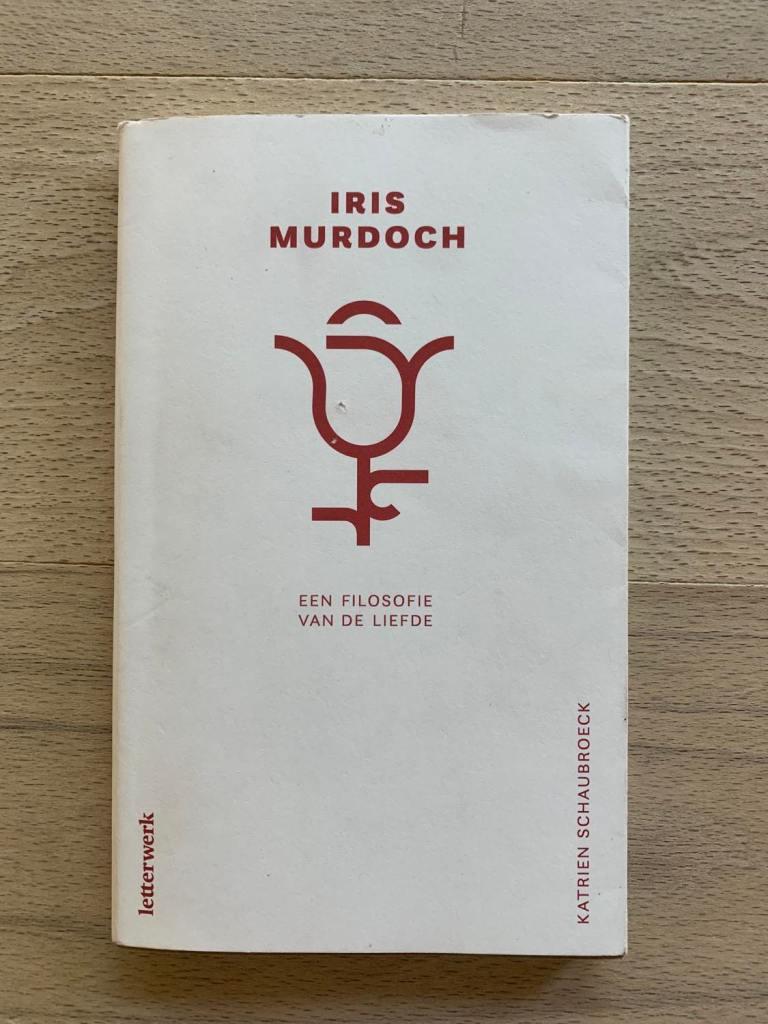 IRIS
MURDOCH
EEN FILOSOFIE
VAN DE LIEFDE
KATRIEN SCHAUBROECK
letterwerk